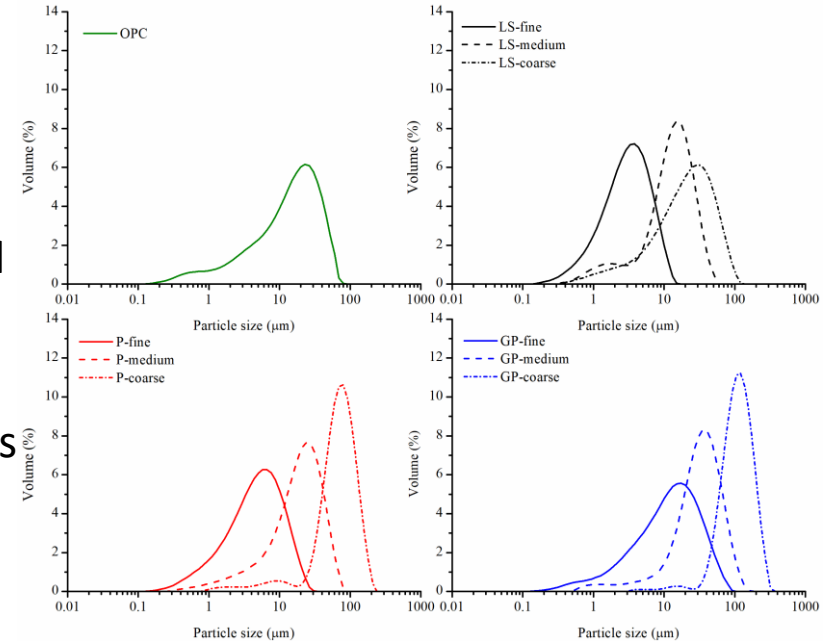 14
12
10
8
6
4
2
0
Volume (%)
OPC
0.01 0.1 1 10 100 1000
Particle size (μm)
14
12
10
8
6
4
2
0
Volume (%)
LS-fine
LS-medium
LS-coarse
0.01 0.1 1 10 100 1000
Particle size (μm)
14
12
10
8
6
4
2
0
Volume (%)
P-fine
P-medium
P-coarse
0.01 0.1 1 10 100 1000
Particle size (μm)
14
12
10
8
6
4
2
0
Volume (%)
GP-fine
GP-medium
GP-coarse
0.01 0.1 1 10 100 1000
Particle size (μm)
s